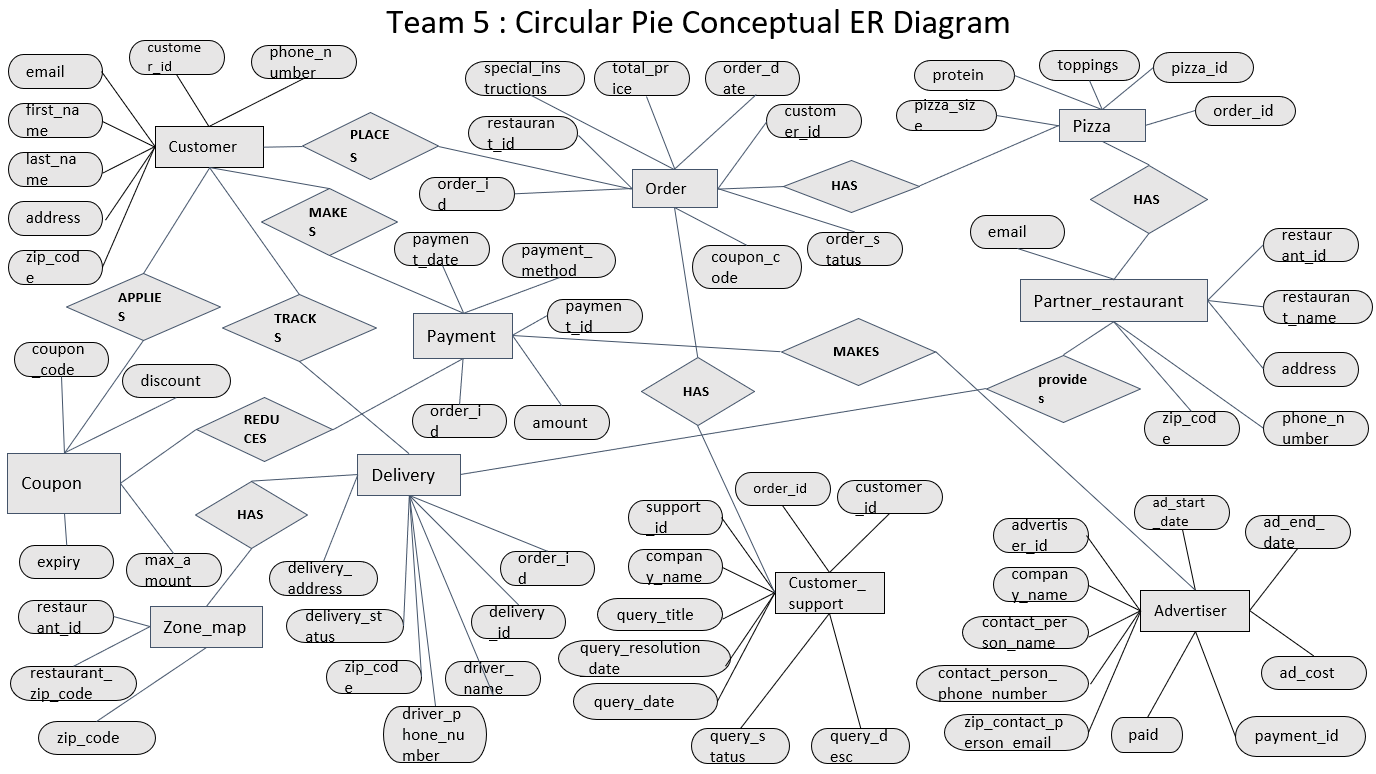 Team 5 : Circular Pie Conceptual ER Diagram
email
custome
r_id
phone_n
umber
first_na
me
last_na
me
address
zip_cod
e
Customer
PLACE
S
MAKE
S
APPLIE
S
TRACK
S
special_ins
tructions
total_pr
ice
order_d
ate
restauran
t_id
custom
er_id
order_i
d
Order
HAS
coupon_c
ode
order_s
tatus
protein
toppings
pizza_id
pizza_siz
e
order_id
Pizza
HAS
email
restaur
ant_id
Partner_restaurant
restauran
t_name
address
provide
s
zip_cod
e
phone_n
umber
paymen
t_date
payment_
method
paymen
t_id
Payment
order_i
d
amount
MAKES
HAS
coupon
_code
discount
REDU
CES
Coupon
expiry
max_a
mount
HAS
Delivery
delivery_
address
order_i
d
delivery_st
atus
delivery
_id
zip_cod
e
driver_
name
driver_p
hone_nu
mber
restaur
ant_id
Zone_map
restaurant_
zip_code
zip_code
order_id
customer
_id
support
_id
compan
y_name
query_title
query_resolution
_date
query_date
Customer_
support
query_s
tatus
query_d
esc
ad_start
_date
ad_end_
date
advertis
er_id
compan
y_name
contact_per
son_name
contact_person_
phone_number
zip_contact_p
erson_email
Advertiser
ad_cost
paid
payment_id